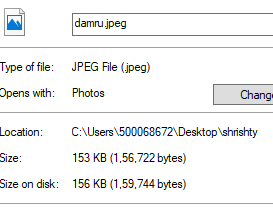 damru.jpeg
Type of file: JPEG File (.jpeg)
Opens with: Photos
Change
Location: C:\Users\500068672\Desktop\shrishty
Size: 153 KB (1,56,722 bytes)
Size on disk: 156 KB (1,59,744 bytes)